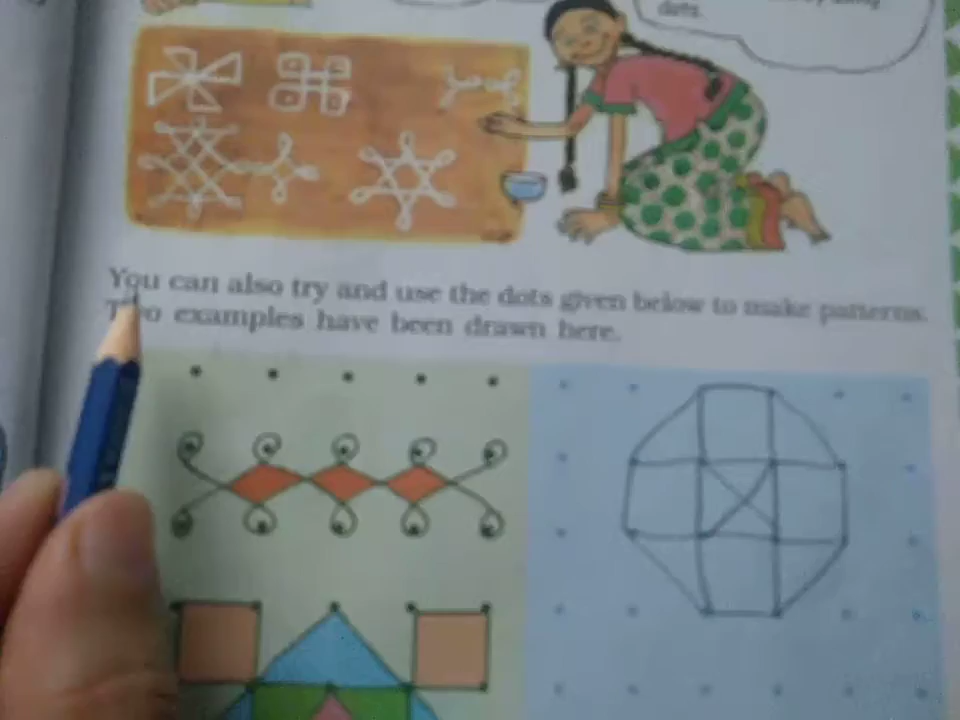 dots.
You can also try and use the dots given below to make patterns.
Two examples have been drawn here.